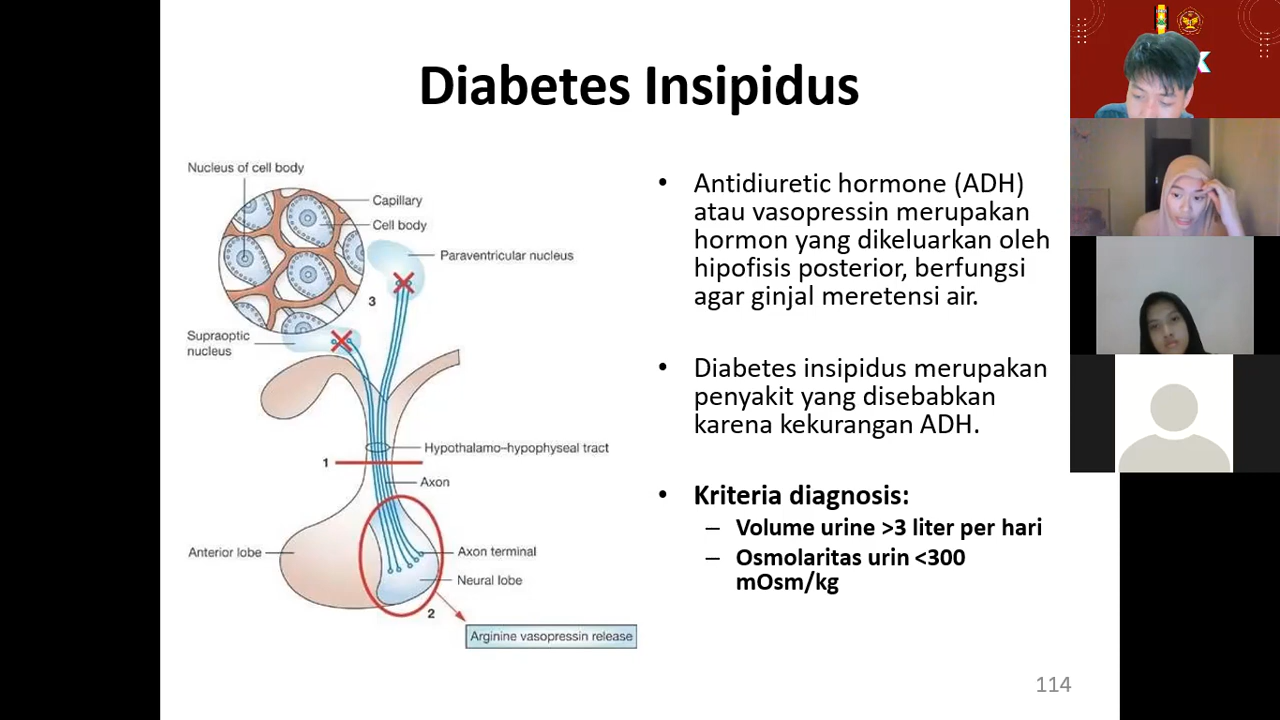 Diabetes Insipidus
Nucleus of cell body
Capillary
Cell body
Paraventricular nucleus
3
Supraoptic
nucleus
Hypothalamo–hypophyseal tract
1
Axon
Anterior lobe
Axon terminal
Neural lobe
2
Arginine vasopressin release
• Antidiuretic hormone (ADH)
atau vasopressin merupakan
hormon yang dikeluarkan oleh
hipofisis posterior, berfungsi
agar ginjal meretensi air.
• Diabetes insipidus merupakan
penyakit yang disebabkan
karena kekurangan ADH.
• Kriteria diagnosis:
– Volume urine >3 liter per hari
– Osmolaritas urin <300
mOsm/kg
114